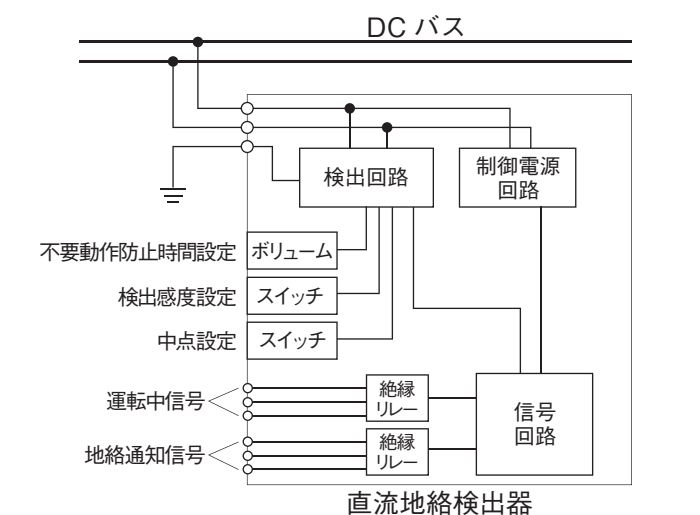 DC バス
検出回路
制御電源
回路
不要動作防止時間設定
ボリューム
検出感度設定
スイッチ
中点設定
スイッチ
運転中信号
絶縁
リレー
信号
回路
地絡通知信号
絶縁
リレー
直流地絡検出器